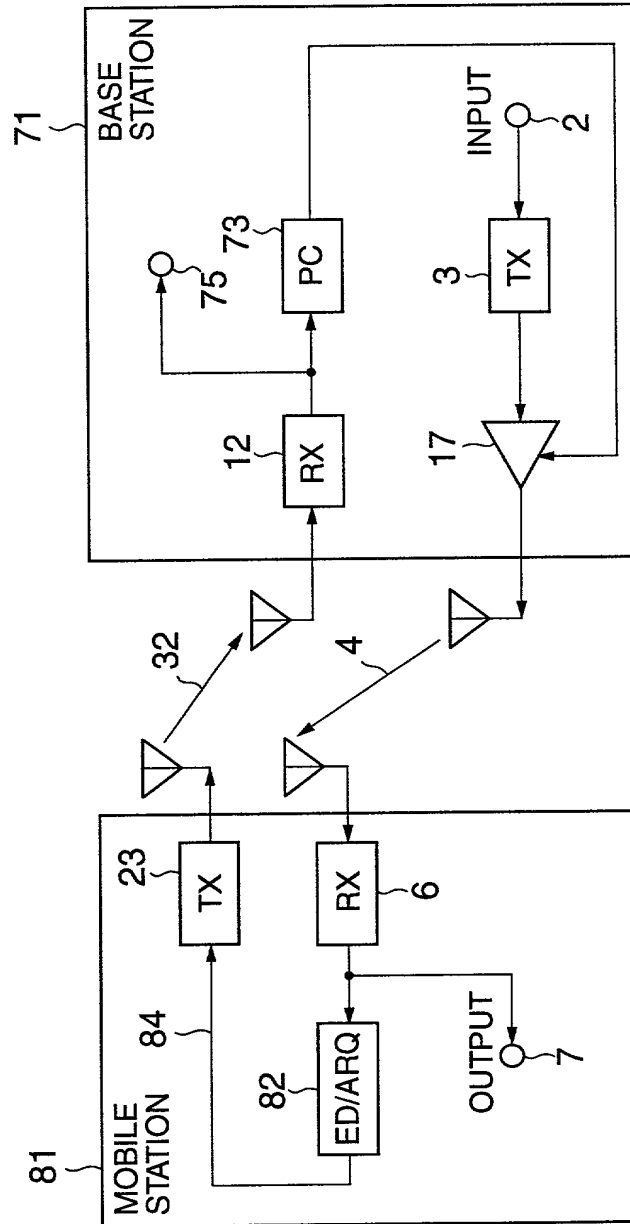 81
MOBILE
STATION
84
23
TX
82
ED/ARQ
RX
6
OUTPUT
7
32
4
71
BASE
STATION
75
12
RX
73
PC
17
3
TX
INPUT
2